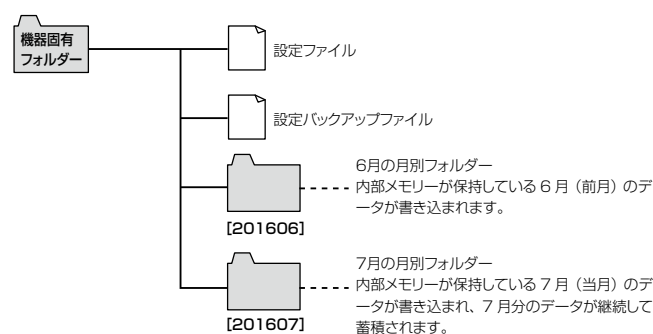 機器固有
フォルダー
設定ファイル
設定バックアップファイル
6月の月別フォルダー
内部メモリーが保持している 6 月（前月）のデ
ータが書き込まれます。
[201606]
7月の月別フォルダー
内部メモリーが保持している 7 月（当月）のデ
ータが書き込まれ、7 月分のデータが継続して
蓄積されます。
[201607]